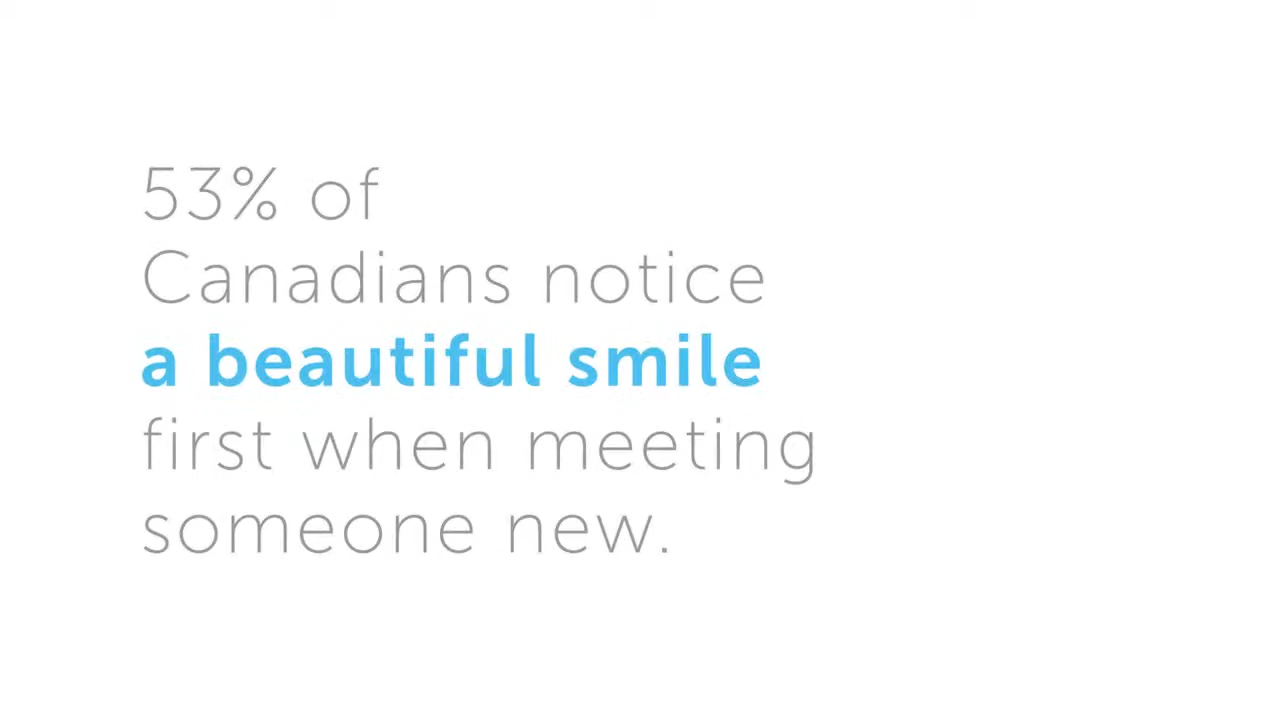 53% of
Canadians notice
a beautiful smile
first when meeting
someone new.